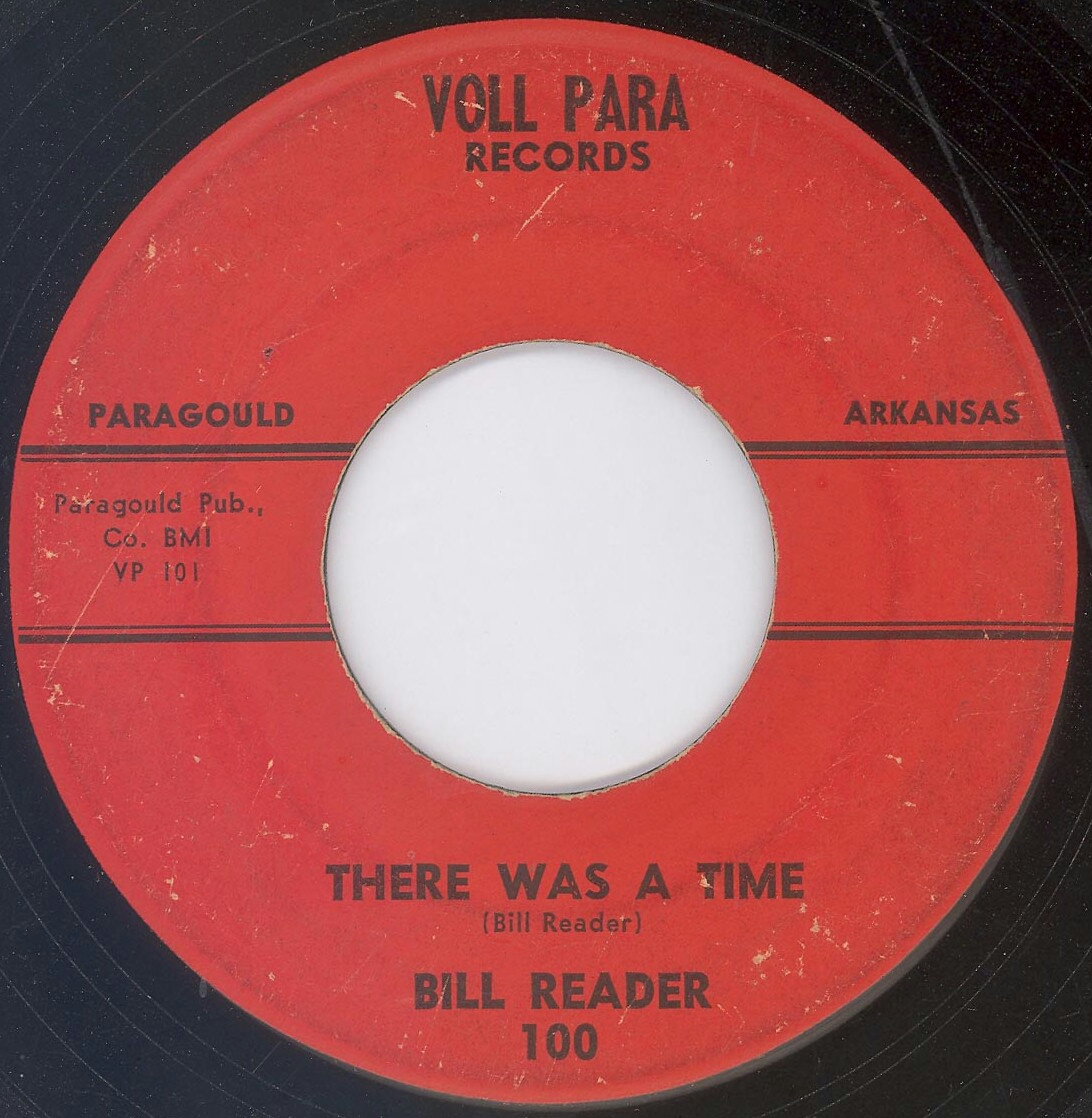 VOLL PARA
RECORDS
PARAGOULD
ARKANSAS
Paragould Pub.,
Co. BMI
VP 101
THERE WAS A TIME
(Bill Reader)
BILL READER
100